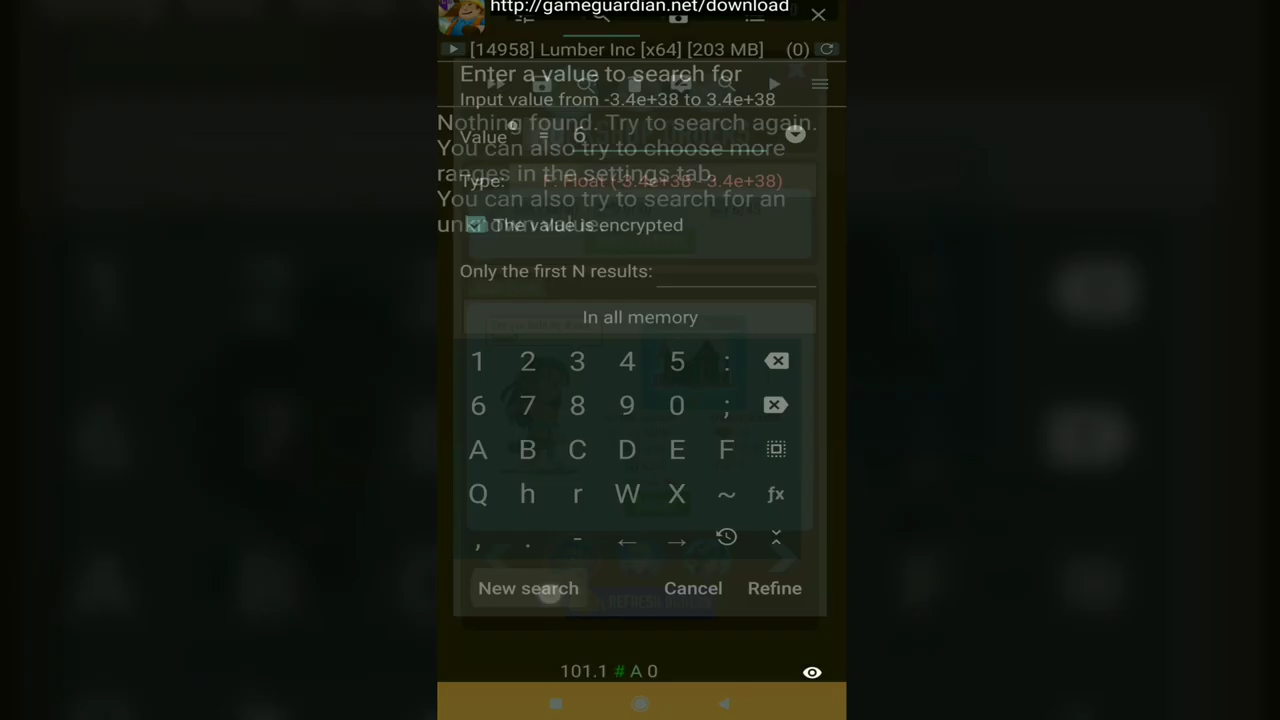 http://gameguardian.net/download
[14958] Lumber Inc [x64] [203 MB] (0)
Enter a value to search for
Input value from -3.4e+38 to 3.4e+38
Nothing found. Try to search again.
Value = 6
You can also try to choose more
ranges in the settings tab.
Type: F: Float (-3.4e+38 - 3.4e+38)
You can also try to search for an
unknown value.
The value is encrypted
Only the first N results:
In all memory
1 2 3 4 5 :
6 7 8 9 0 ;
A B C D E F
Q h r W X ~ fx
, . - ← →
New search Cancel Refine
REFRESH
101.1 # A 0